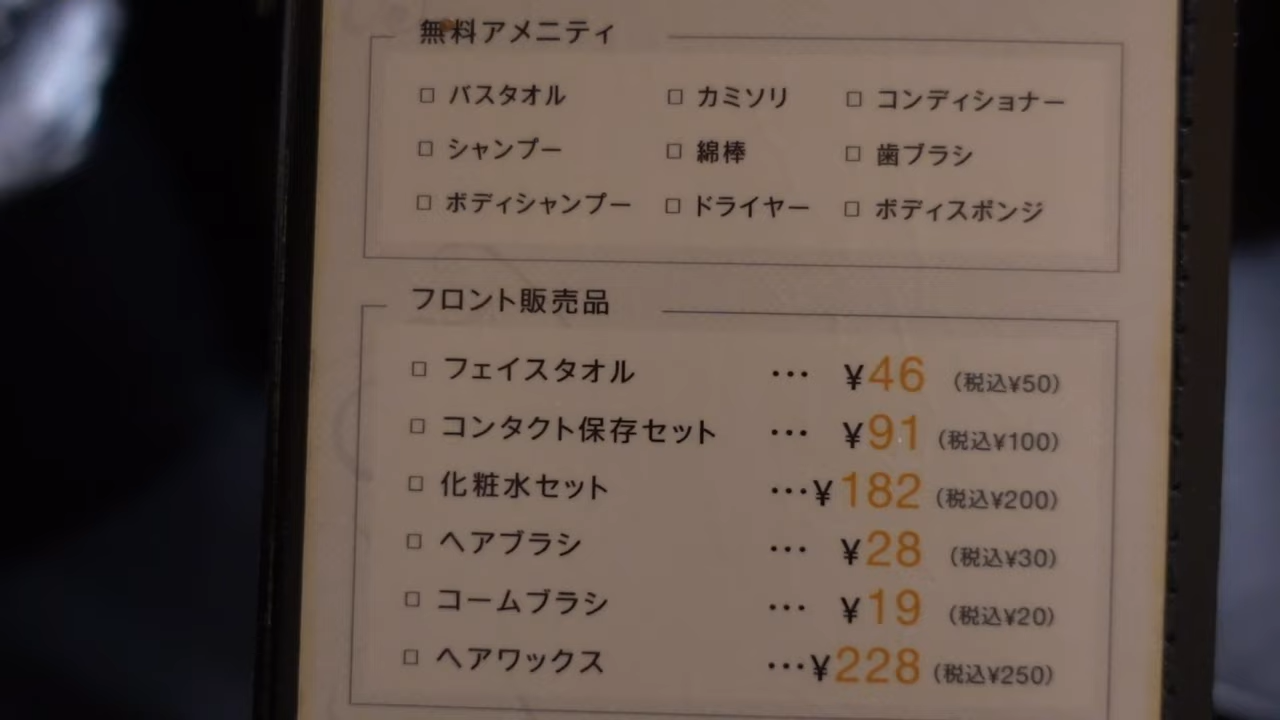 無料アメニティ
□ バスタオル □ カミソリ □ コンディショナー
□ シャンプー □ 綿棒 □ 歯ブラシ
□ ボディシャンプー □ ドライヤー □ ボディスポンジ
フロント販売品
□ フェイスタオル … ¥46 (税込¥50)
□ コンタクト保存セット … ¥91 (税込¥100)
□ 化粧水セット …¥182 (税込¥200)
□ ヘアブラシ … ¥28 (税込¥30)
□ コームブラシ … ¥19 (税込¥20)
□ ヘアワックス …¥228 (税込¥250)